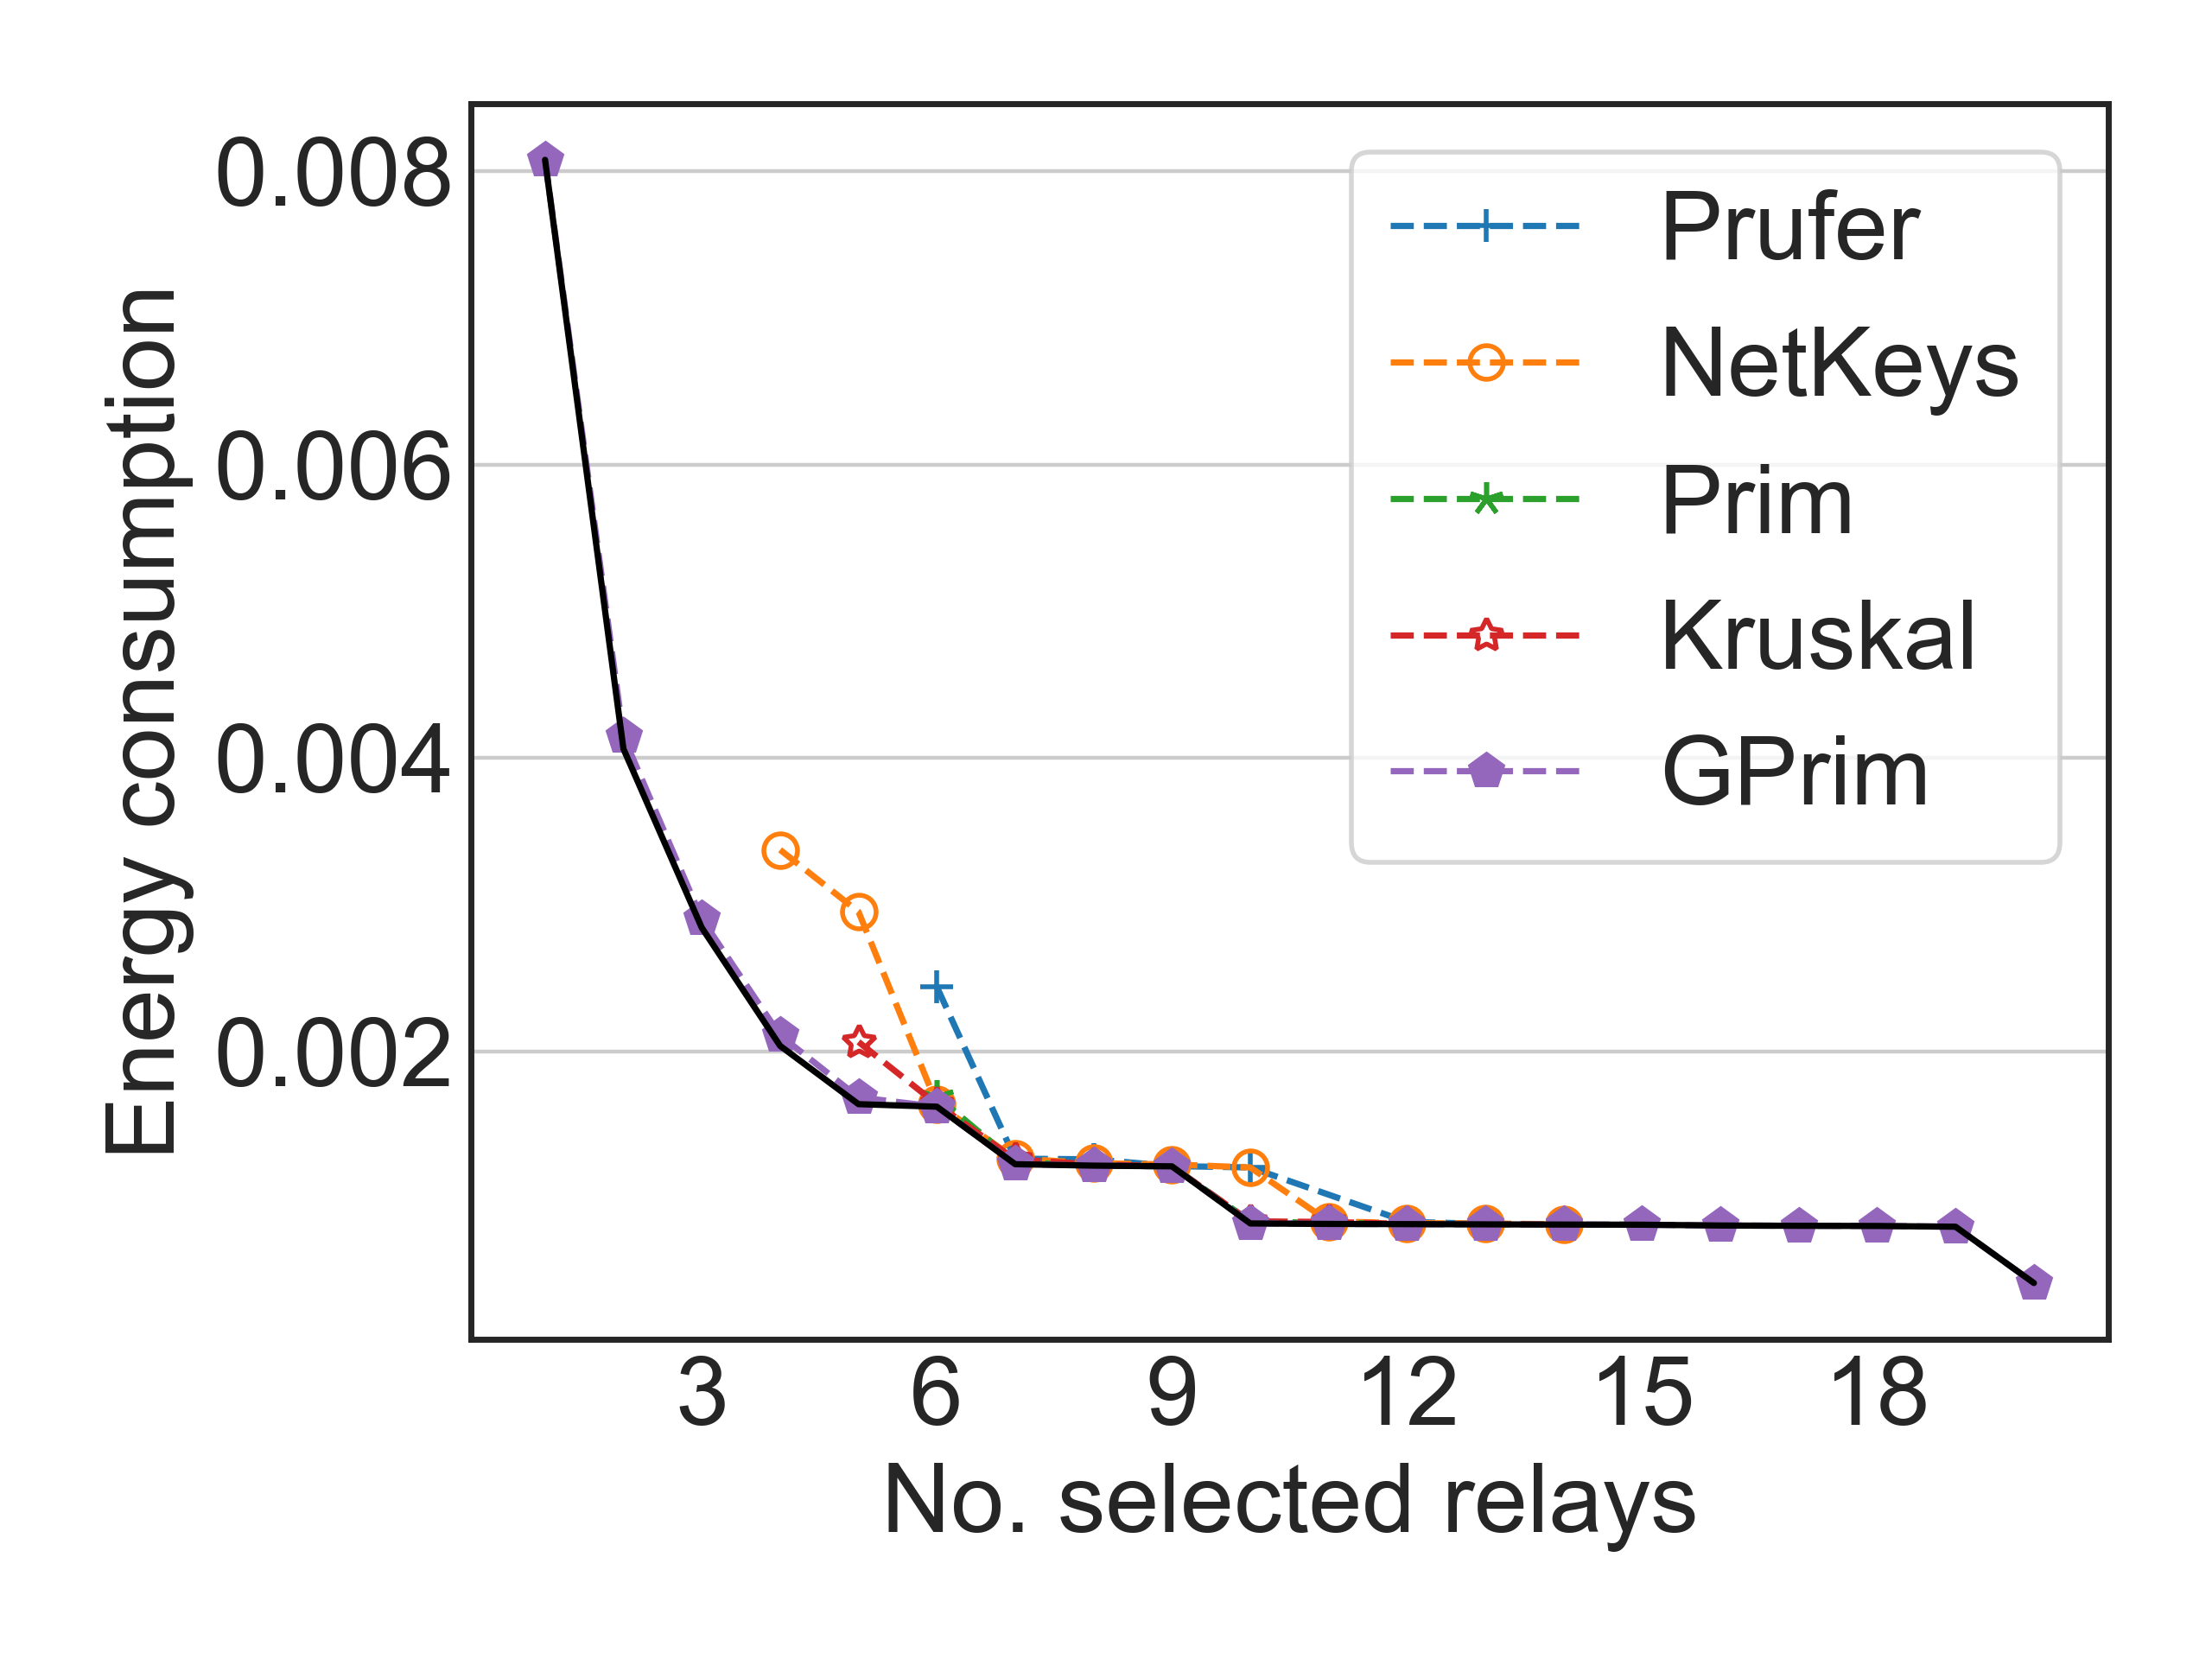 Energy consumption
0.008
0.006
0.004
0.002
Prufer
NetKeys
Prim
Kruskal
GPrim
3 6 9 12 15 18
No. selected relays